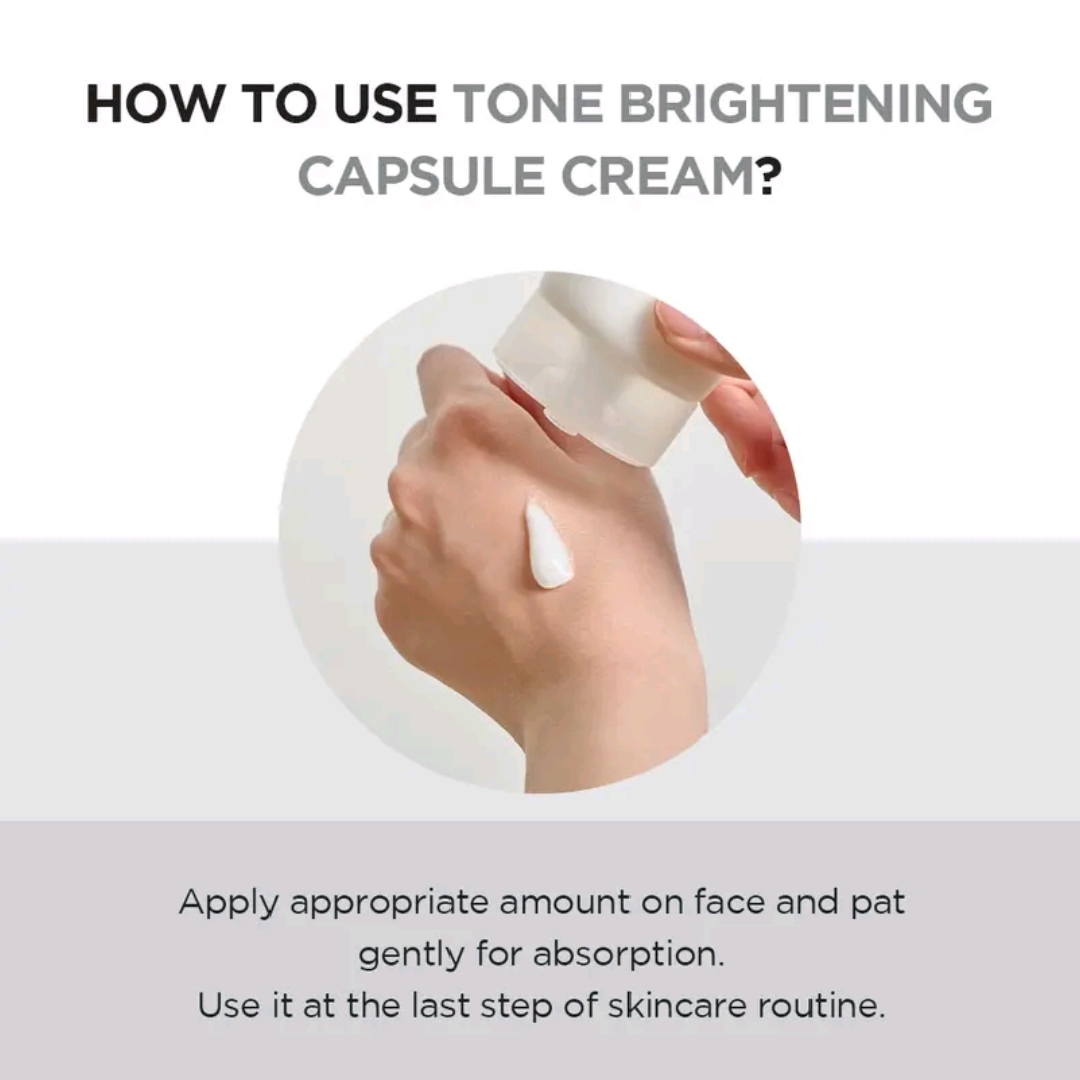 HOW TO USE TONE BRIGHTENING
CAPSULE CREAM?
Apply appropriate amount on face and pat
gently for absorption.
Use it at the last step of skincare routine.